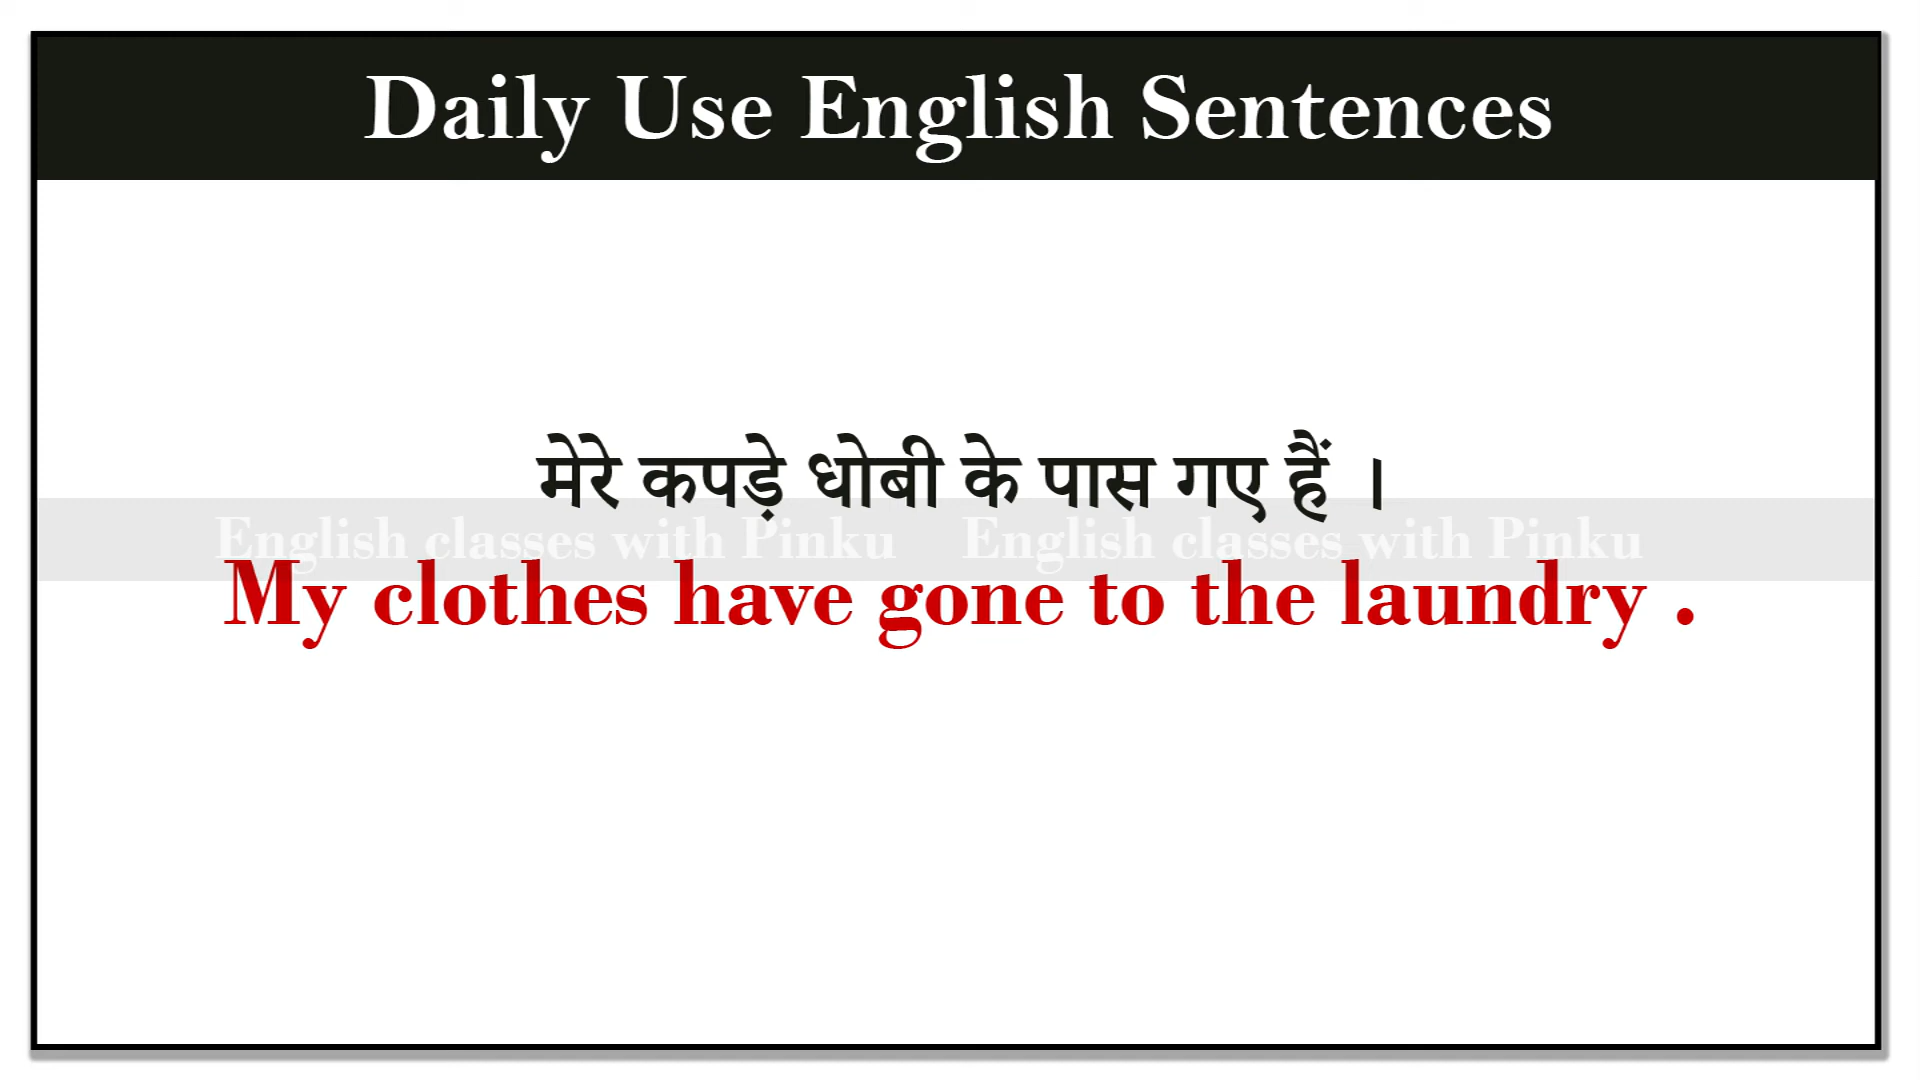 Daily Use English Sentences
मेरे कपड़े धोबी के पास गए हैं ।
English classes with Pinku English classes with Pinku
My clothes have gone to the laundry .